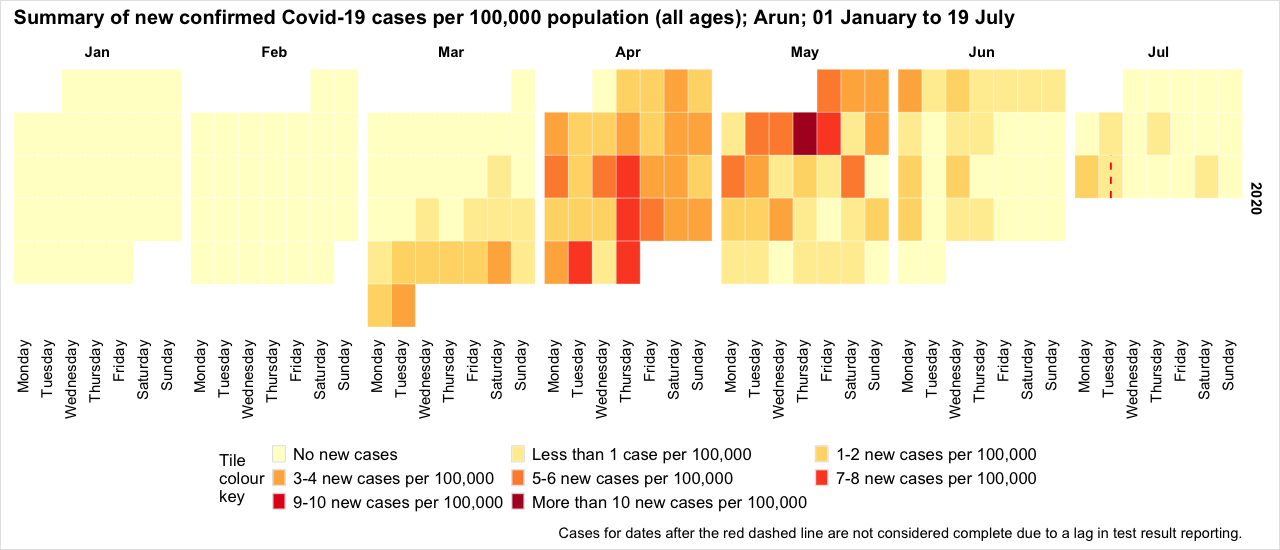 Summary of new confirmed Covid-19 cases per 100,000 population (all ages); Arun; 01 January to 19 July
Jan Feb Mar Apr May Jun Jul
2020
Monday Tuesday Wednesday Thursday Friday Saturday Sunday Monday Tuesday Wednesday Thursday Friday Saturday Sunday Monday Tuesday Wednesday Thursday Friday Saturday Sunday Monday Tuesday Wednesday Thursday Friday Saturday Sunday Monday Tuesday Wednesday Thursday Friday Saturday Sunday Monday Tuesday Wednesday Thursday Friday Saturday Sunday Monday Tuesday Wednesday Thursday Friday Saturday Sunday
Tile
colour
key
No new cases Less than 1 case per 100,000 1-2 new cases per 100,000
3-4 new cases per 100,000 5-6 new cases per 100,000 7-8 new cases per 100,000
9-10 new cases per 100,000 More than 10 new cases per 100,000
Cases for dates after the red dashed line are not considered complete due to a lag in test result reporting.